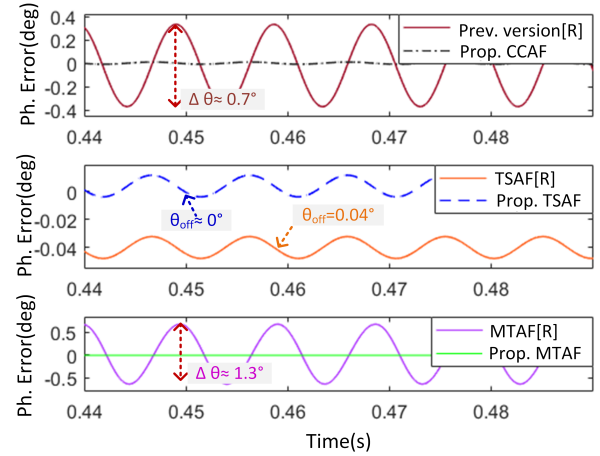 Ph. Error(deg)
0.4
0.2
0
-0.2
-0.4
Prev. version[R]
Prop. CCAF
Δ θ≈ 0.7°
0.44 0.45 0.46 0.47 0.48
Ph. Error(deg)
0
-0.02
-0.04
TSAF[R]
Prop. TSAF
θoff≈ 0°
θoff=0.04°
0.44 0.45 0.46 0.47 0.48
Ph. Error(deg)
0.5
0
-0.5
MTAF[R]
Prop. MTAF
Δ θ≈ 1.3°
0.44 0.45 0.46 0.47 0.48
Time(s)